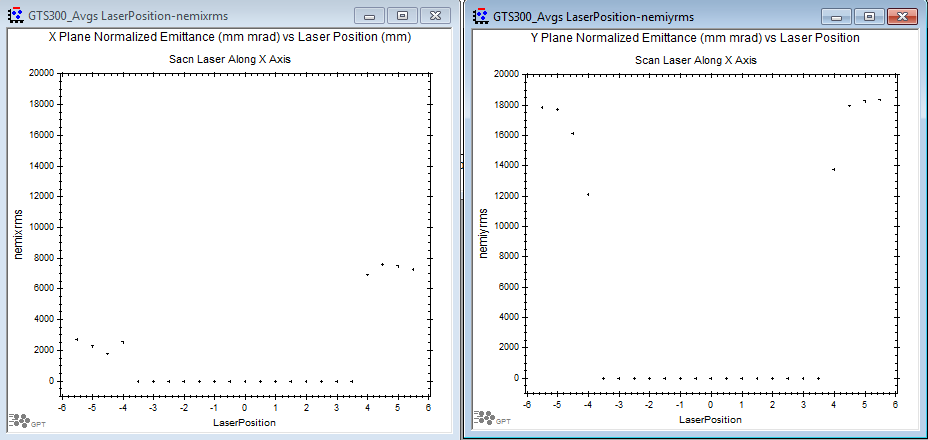 GTS300_Avgs LaserPosition-nemixrms
X Plane Normalized Emittance (mm mrad) vs Laser Position (mm)
Sacn Laser Along X Axis
20000
18000
16000
14000
12000
10000
8000
6000
4000
2000
0
nemixrms
-6 -5 -4 -3 -2 -1 0 1 2 3 4 5 6
LaserPosition
GPT
GTS300_Avgs LaserPosition-nemiyrms
Y Plane Normalized Emittance (mm mrad) vs Laser Position
Scan Laser Along X Axis
20000
18000
16000
14000
12000
10000
8000
6000
4000
2000
0
nemiyrms
-6 -5 -4 -3 -2 -1 0 1 2 3 4 5 6
LaserPosition
GPT